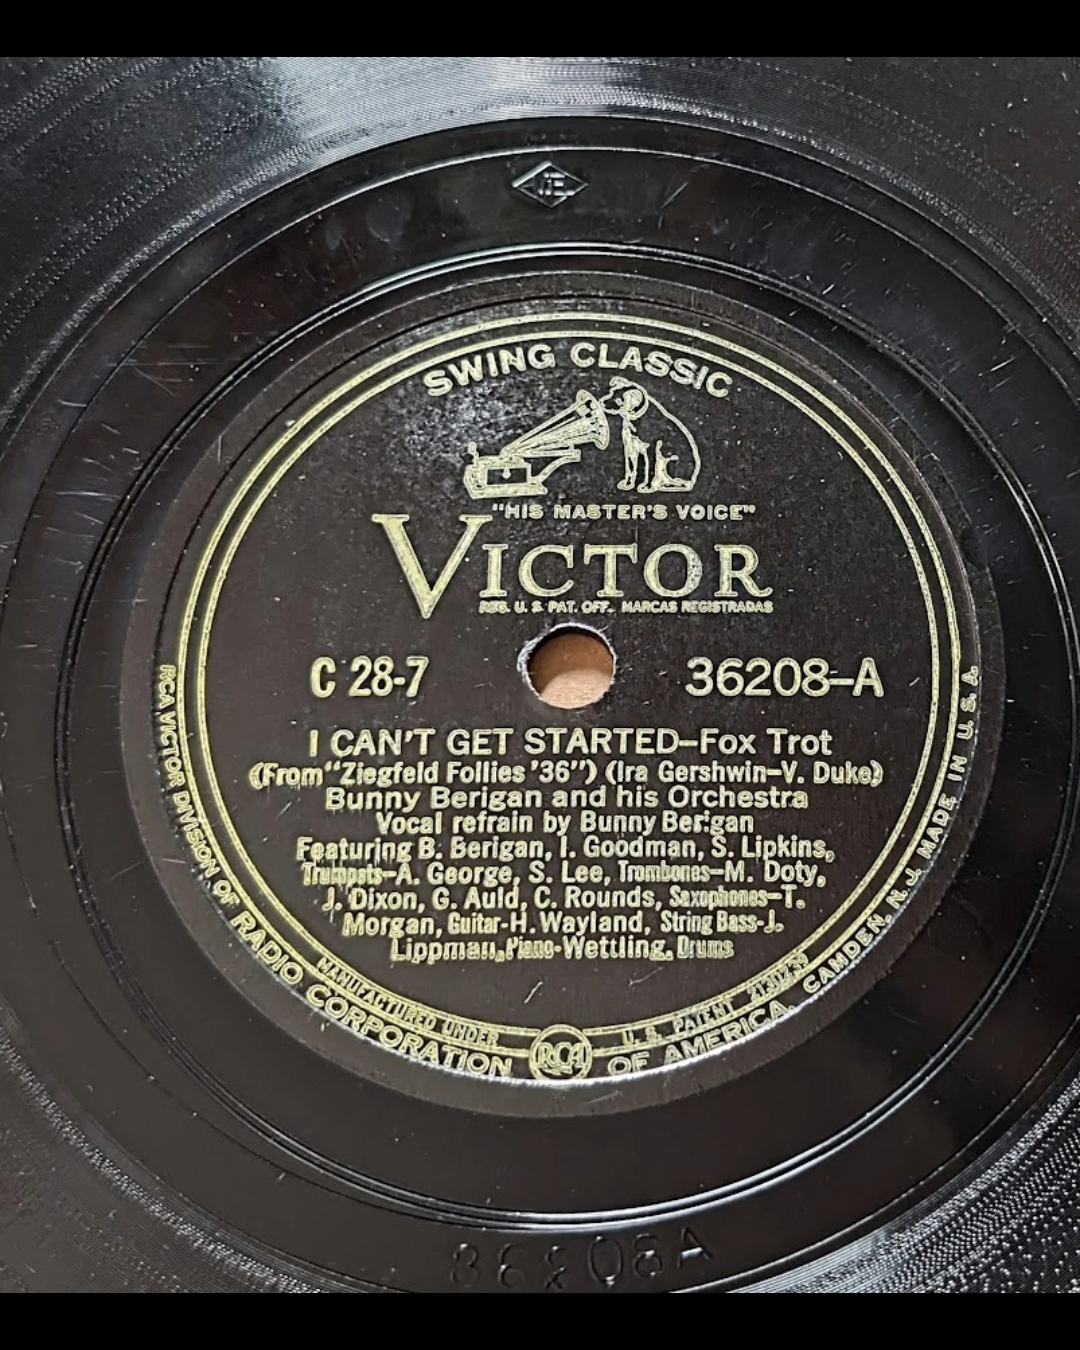 VE
SWING CLASSIC
"HIS MASTER'S VOICE"
VICTOR
REG. U. S. PAT. OFF. MARCAS REGISTRADAS
C 28-7
36208-A
I CAN'T GET STARTED-Fox Trot
(From "Ziegfeld Follies '36") (Ira Gershwin-V. Duke)
Bunny Berigan and his Orchestra
Vocal refrain by Bunny Berigan
Featuring B. Berigan, I. Goodman, S. Lipkins,
Trumpets-A. George, S. Lee, Trombones-M. Doty,
J. Dixon, G. Auld, C. Rounds, Saxophones-T.
Morgan, Guitar-H. Wayland, String Bass-J.
Lippman, Piano-Wettling, Drums
MANUFACTURED UNDER U. S. PATENT 2130239
RCA
RCA VICTOR DIVISION OF RADIO CORPORATION OF AMERICA, CAMDEN, N. J. MADE IN U. S. A.
36208A